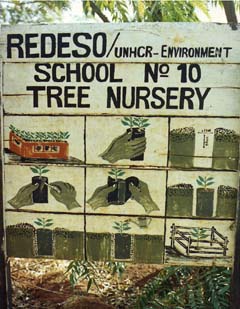 REDESO/UNHCR-ENVIRONMENT
SCHOOL No 10
TREE NURSERY